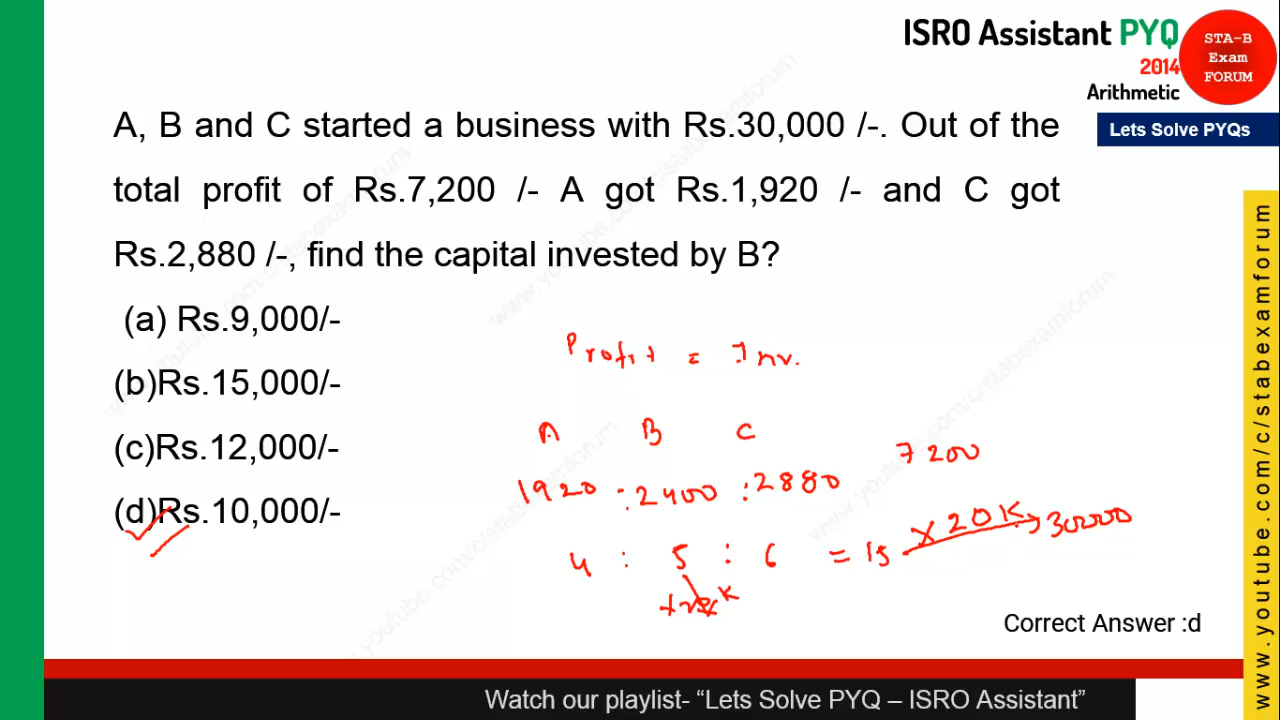 ISRO Assistant PYQ
2014
Arithmetic
STA-B
Exam
FORUM
Lets Solve PYQs
A, B and C started a business with Rs.30,000 /-. Out of the
total profit of Rs.7,200 /- A got Rs.1,920 /- and C got
Rs.2,880 /-, find the capital invested by B?
(a) Rs.9,000/-
(b)Rs.15,000/-
(c)Rs.12,000/-
(d)Rs.10,000/-
Profit = Inv.
A B C
7200
1920 : 2400 : 2880
4 : 5 : 6 = 15 × 20K → 30000
Correct Answer :d
Watch our playlist- “Lets Solve PYQ – ISRO Assistant”
www.youtube.com/c/stabexamforum